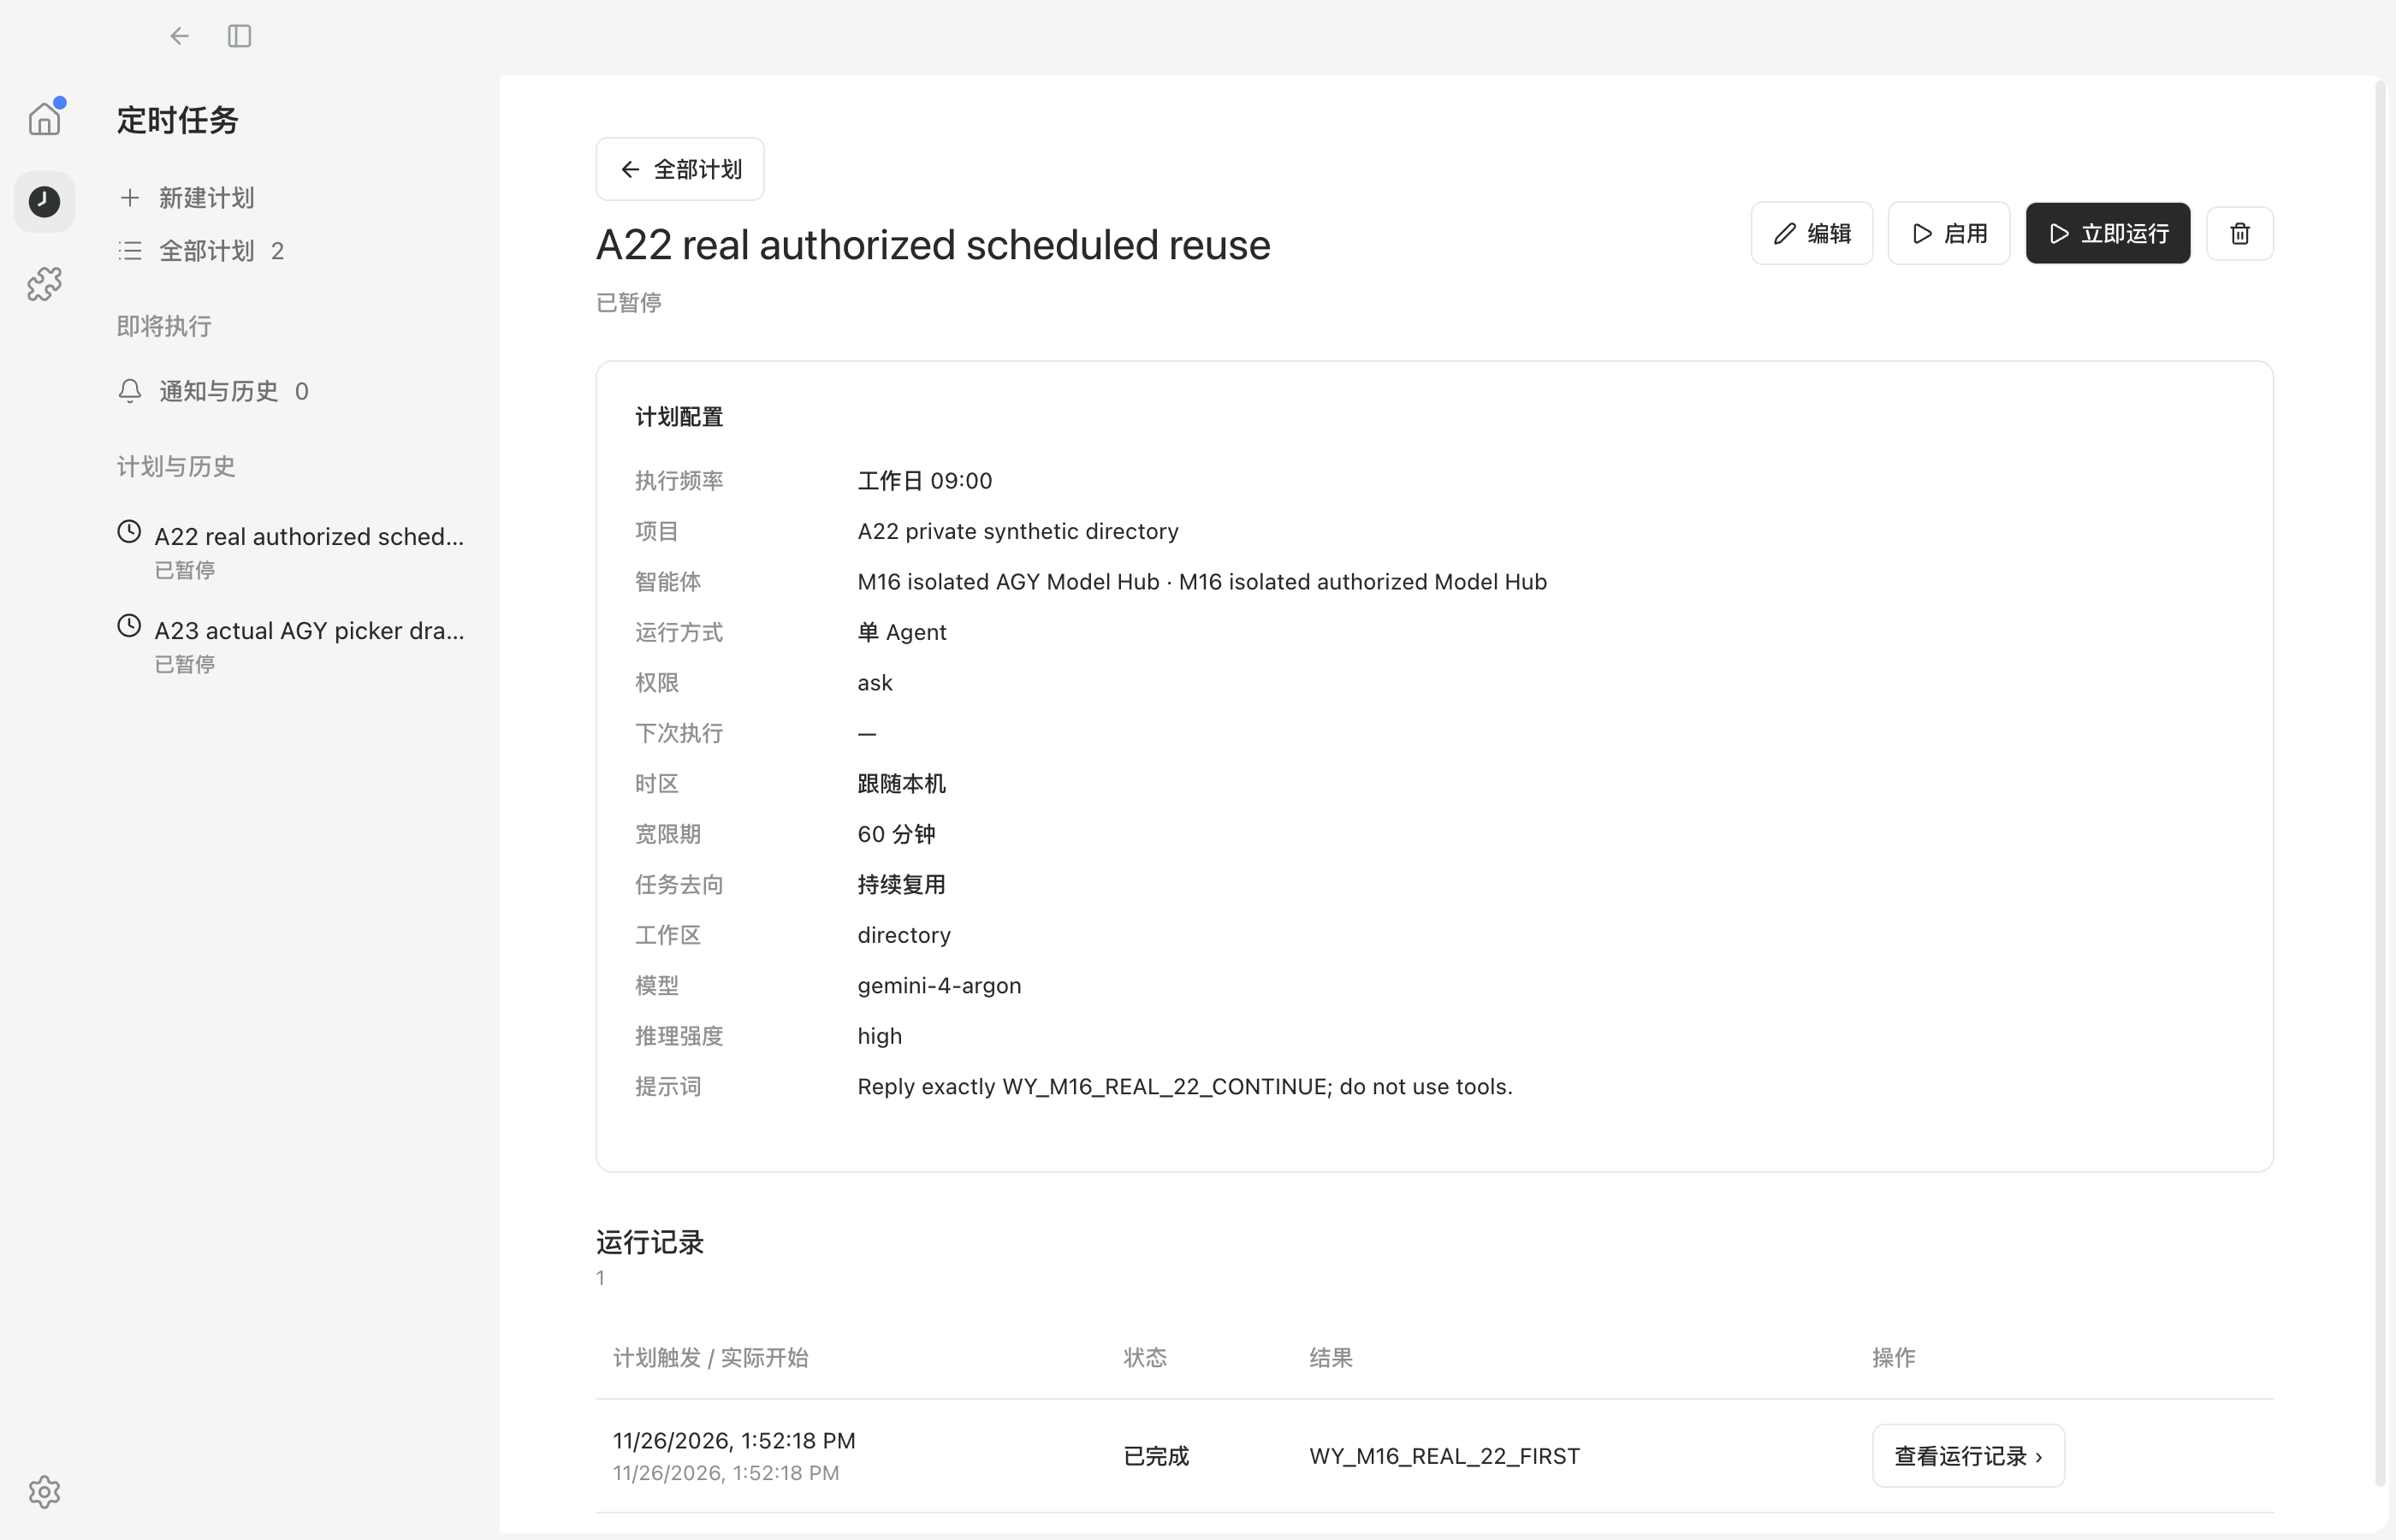 定时任务
新建计划
全部计划 2
即将执行
通知与历史 0
计划与历史
A22 real authorized sched...
已暂停
A23 actual AGY picker dra...
已暂停
全部计划
A22 real authorized scheduled reuse
已暂停
编辑
启用
立即运行
计划配置
执行频率 工作日 09:00
项目 A22 private synthetic directory
智能体 M16 isolated AGY Model Hub · M16 isolated authorized Model Hub
运行方式 单 Agent
权限 ask
下次执行 —
时区 跟随本机
宽限期 60 分钟
任务去向 持续复用
工作区 directory
模型 gemini-4-argon
推理强度 high
提示词 Reply exactly WY_M16_REAL_22_CONTINUE; do not use tools.
运行记录
1
计划触发 / 实际开始 状态 结果 操作
11/26/2026, 1:52:18 PM
11/26/2026, 1:52:18 PM
已完成
WY_M16_REAL_22_FIRST
查看运行记录 ›